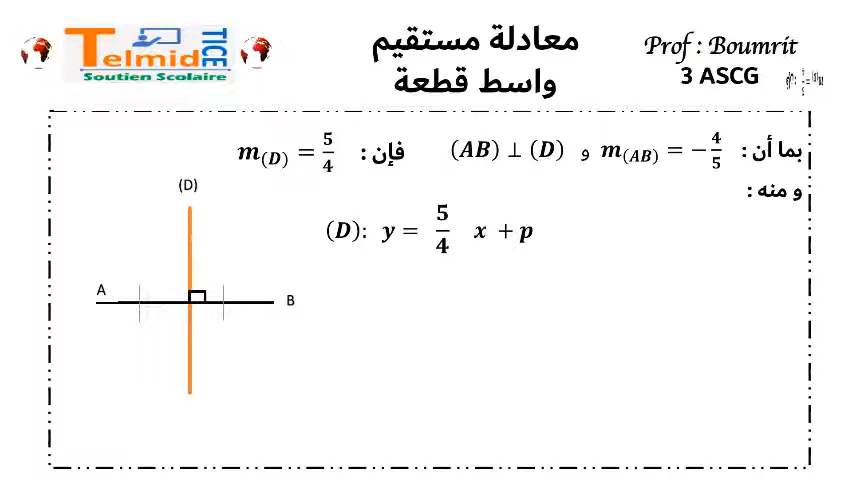 Telmid TICE
Soutien Scolaire
معادلة مستقيم
واسط قطعة
Prof : Boumrit
3 ASCG
بما أن : m(AB) = −4/5 و (AB) ⊥ (D) فإن : m(D) = 5/4
و منه :
(D): y = 5/4 x + p
(D)
A
B